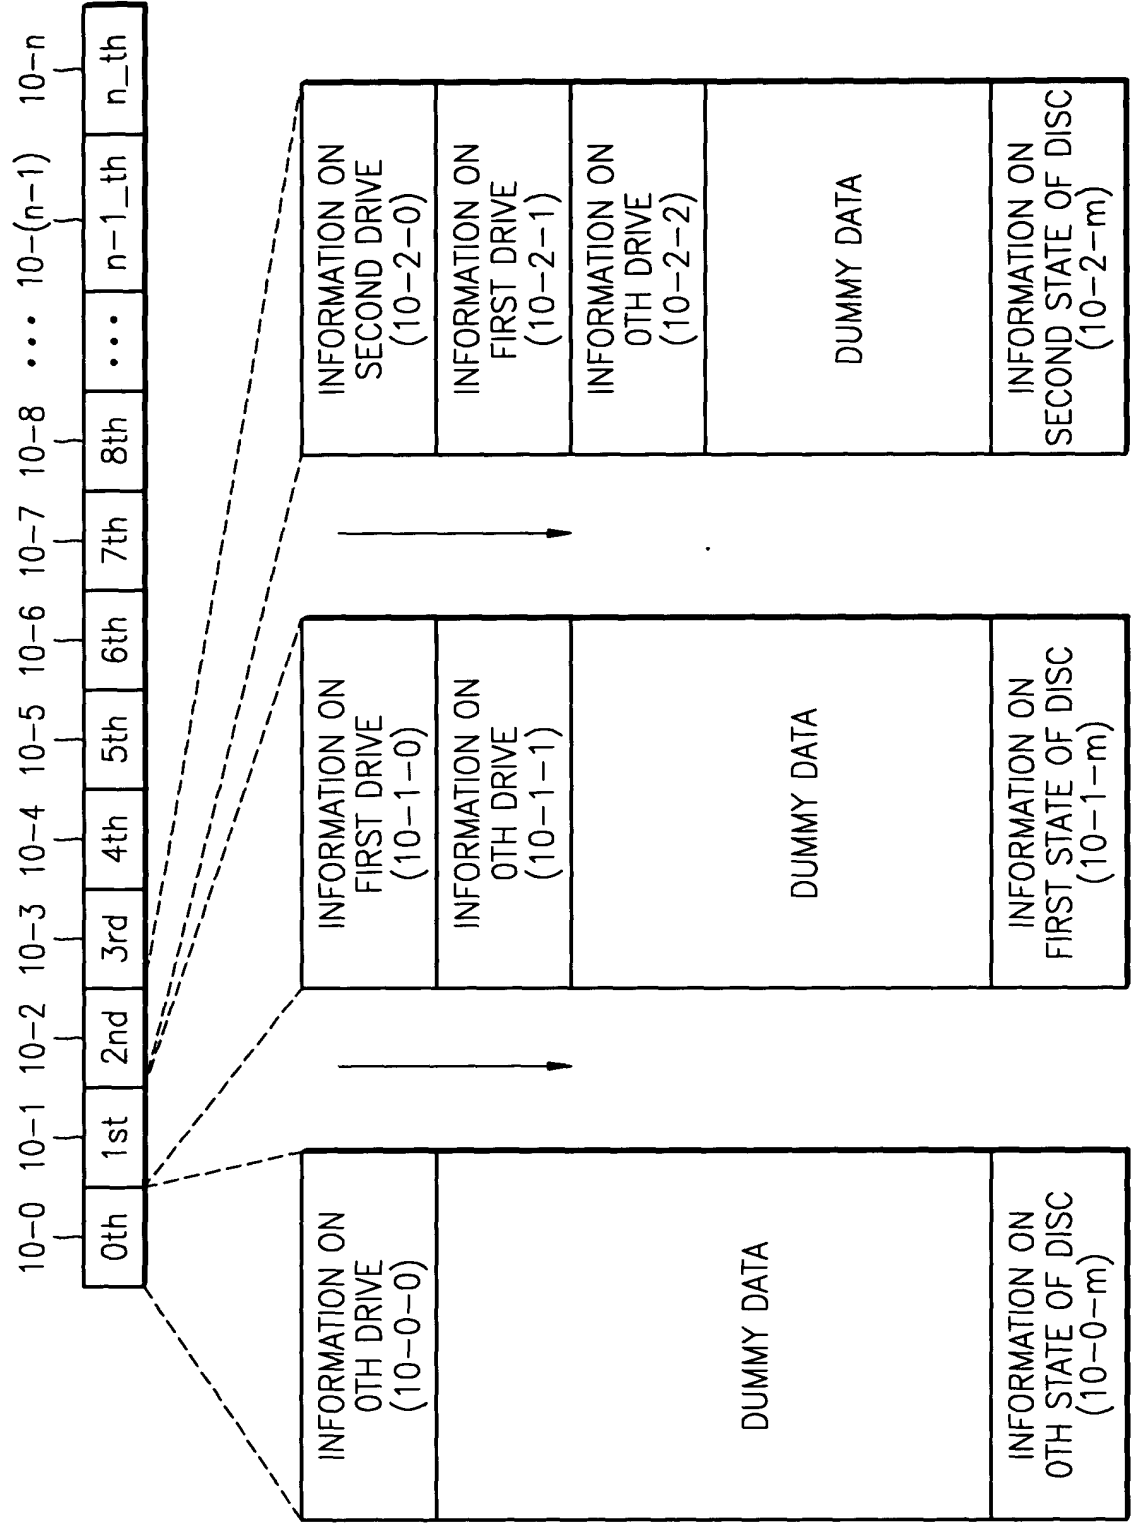 10-0 10-1 10-2 10-3 10-4 10-5 10-6 10-7 10-8 ••• 10-(n-1) 10-n
0th 1st 2nd 3rd 4th 5th 6th 7th 8th ••• n-1_th n_th
INFORMATION ON
0TH DRIVE
(10-0-0)
DUMMY DATA
INFORMATION ON
0TH STATE OF DISC
(10-0-m)
INFORMATION ON
FIRST DRIVE
(10-1-0)
INFORMATION ON
0TH DRIVE
(10-1-1)
DUMMY DATA
INFORMATION ON
FIRST STATE OF DISC
(10-1-m)
INFORMATION ON
SECOND DRIVE
(10-2-0)
INFORMATION ON
FIRST DRIVE
(10-2-1)
INFORMATION ON
0TH DRIVE
(10-2-2)
DUMMY DATA
INFORMATION ON
SECOND STATE OF DISC
(10-2-m)